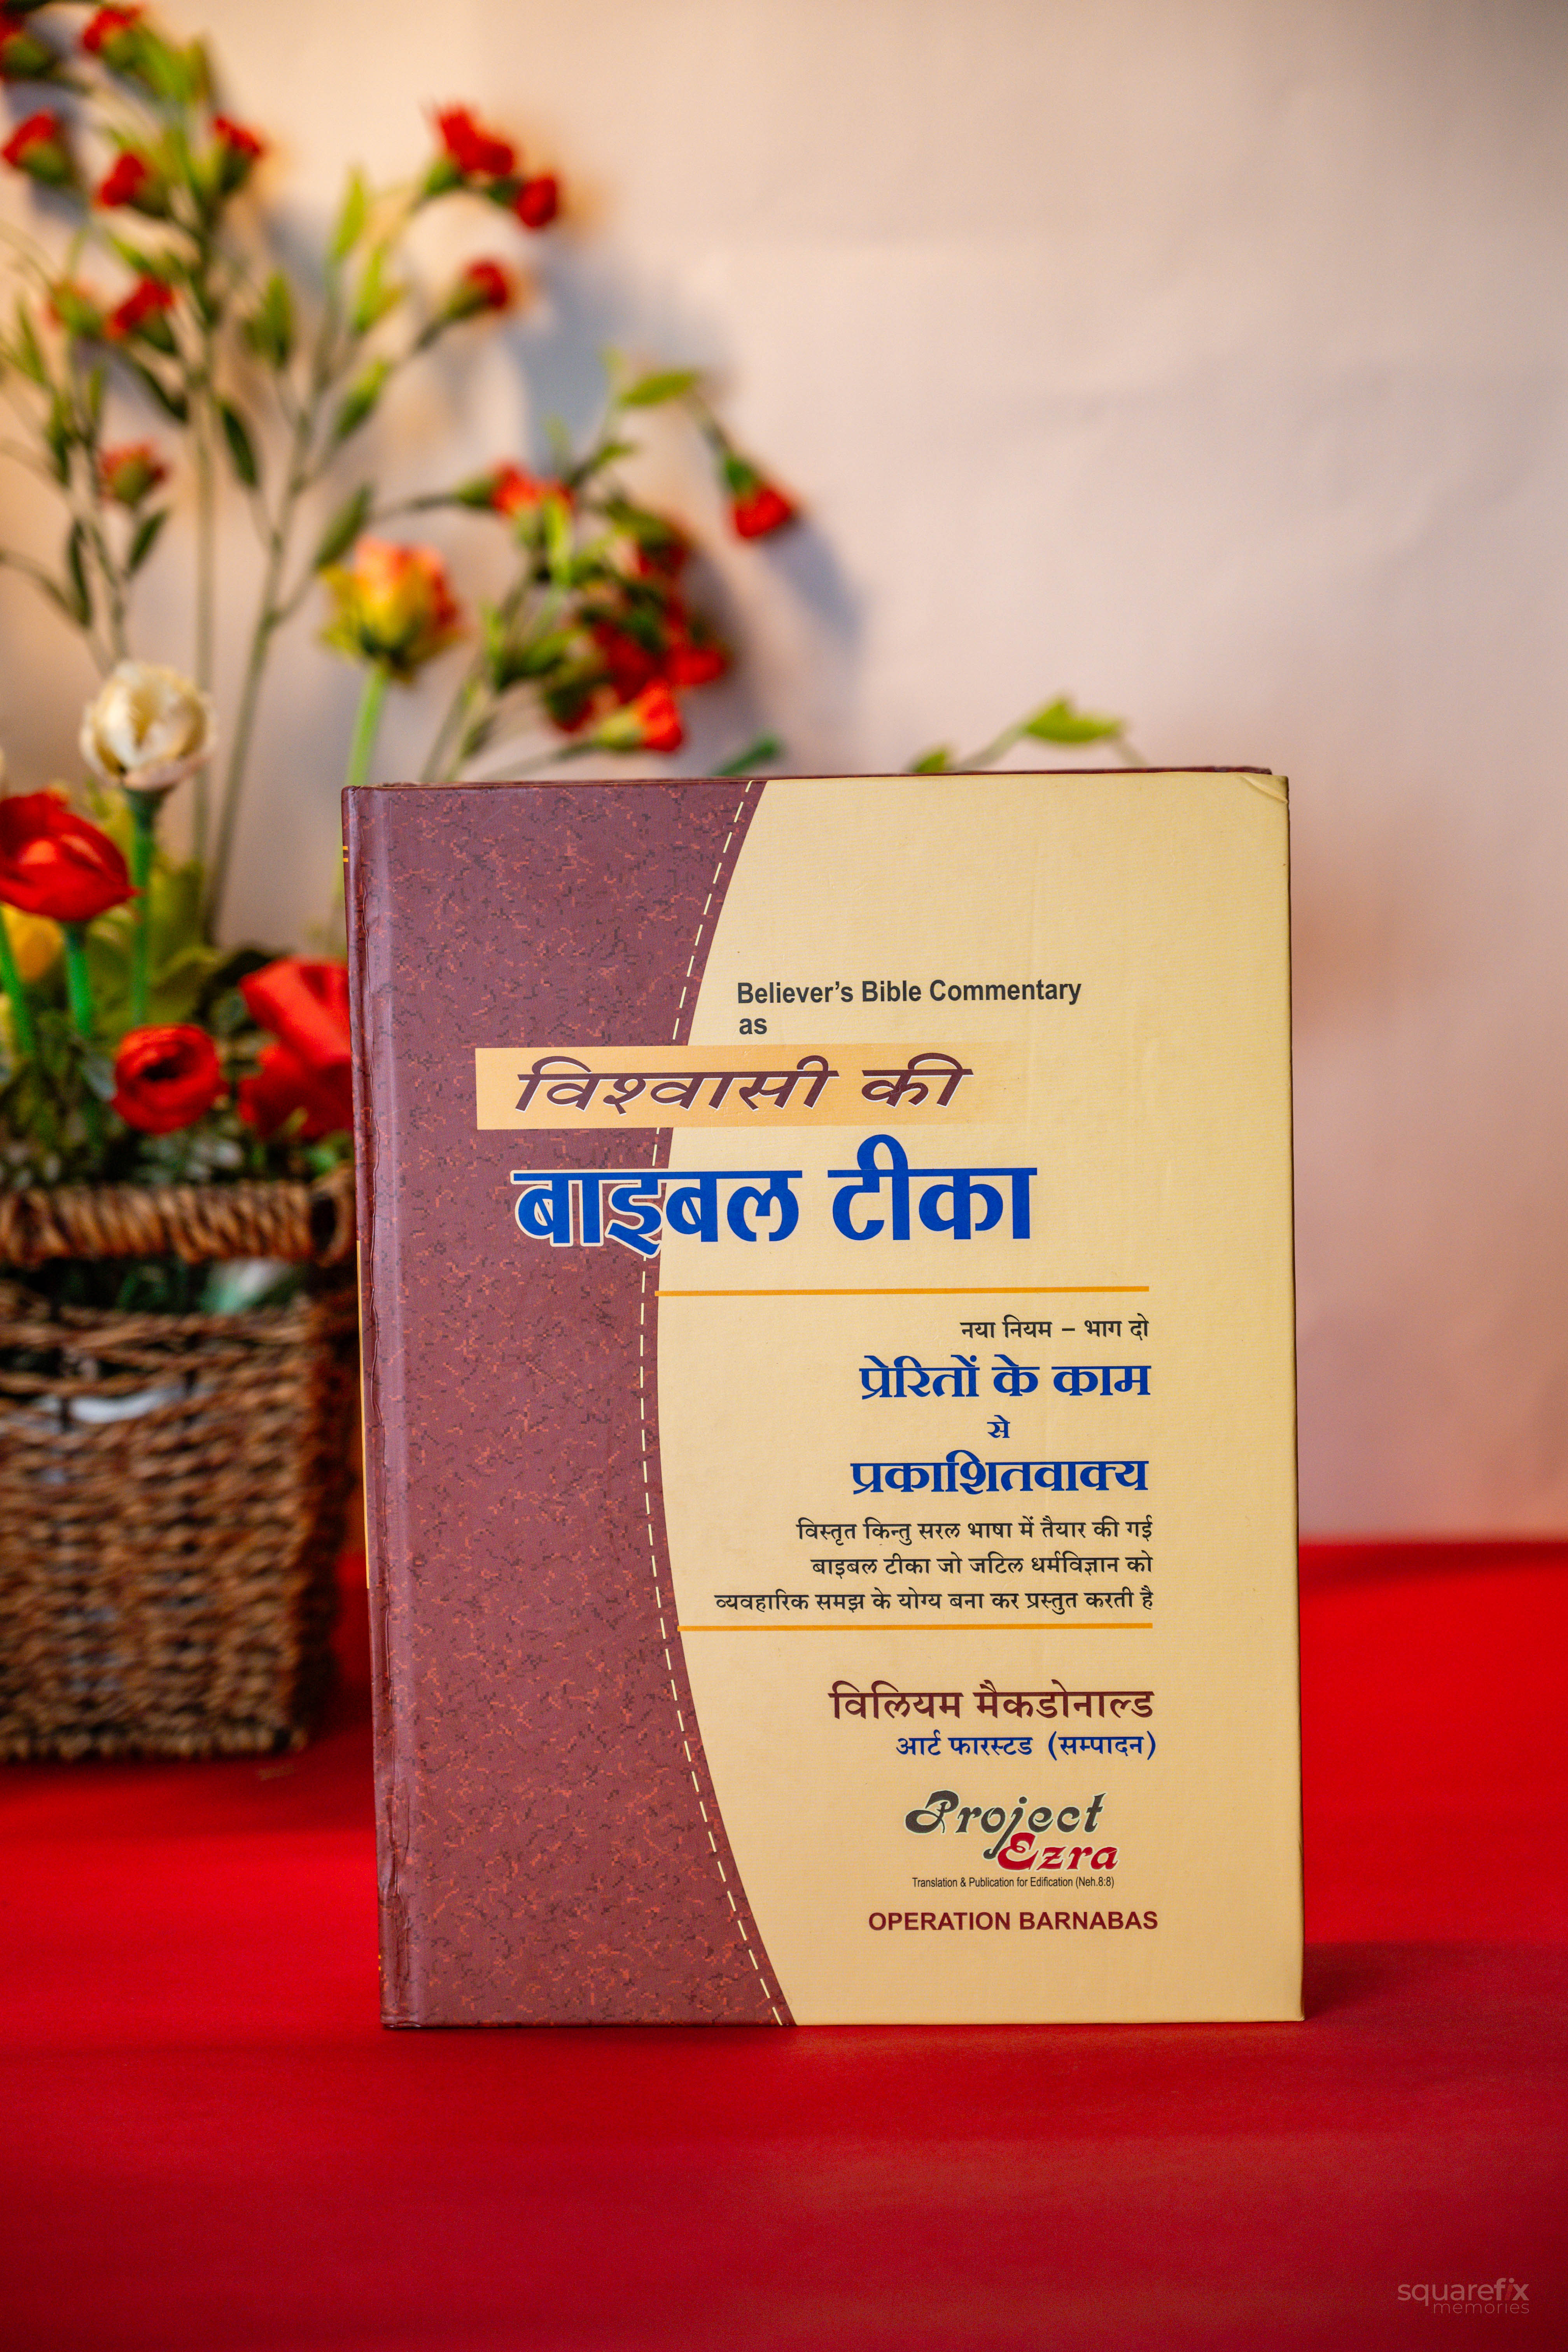 Believer's Bible Commentary
as
विश्वासी की
बाइबल टीका
नया नियम – भाग दो
प्रेरितों के काम
से
प्रकाशितवाक्य
विस्तृत किन्तु सरल भाषा में तैयार की गई
बाइबल टीका जो जटिल धर्मविज्ञान को
व्यवहारिक समझ के योग्य बना कर प्रस्तुत करती है
विलियम मैकडोनाल्ड
आर्ट फारस्टड (सम्पादन)
Project
Ezra
Translation & Publication for Edification (Neh.8:8)
OPERATION BARNABAS
squarefix
memories